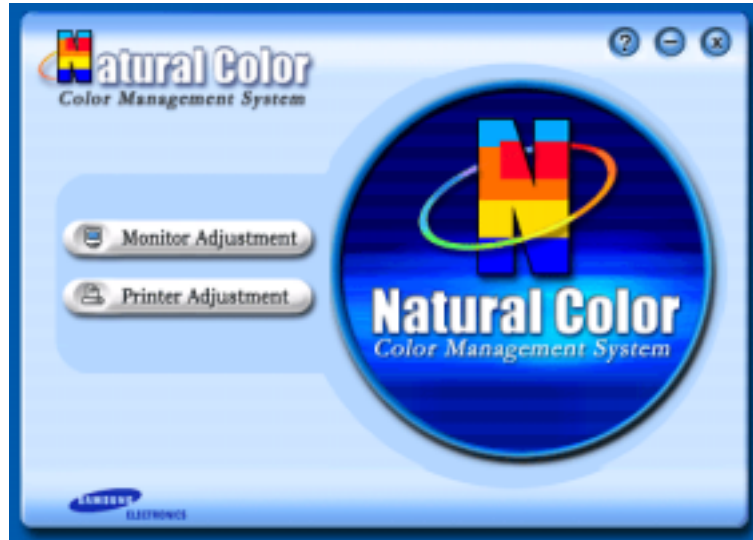 Natural Color
Color Management System
? – x
Monitor Adjustment
Printer Adjustment
N
Natural Color
Color Management System
SAMSUNG
ELECTRONICS